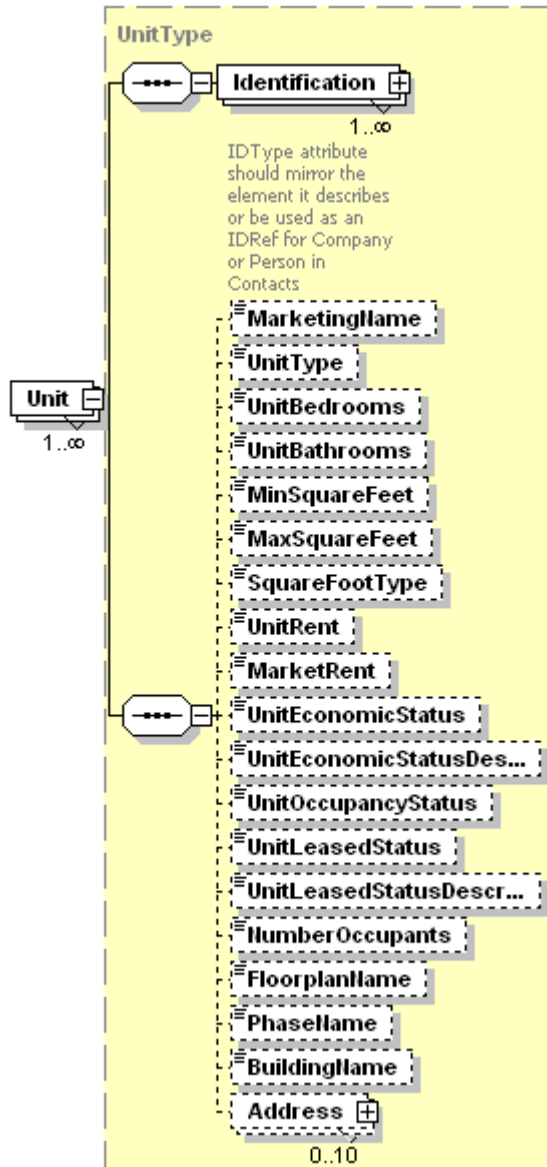 UnitType
Identification
1..∞
IDType attribute
should mirror the
element it describes
or be used as an
IDRef for Company
or Person in
Contacts
MarketingName
UnitType
UnitBedrooms
Unit
UnitBathrooms
1..∞
MinSquareFeet
MaxSquareFeet
SquareFootType
UnitRent
MarketRent
UnitEconomicStatus
UnitEconomicStatusDes...
UnitOccupancyStatus
UnitLeasedStatus
UnitLeasedStatusDescr...
NumberOccupants
FloorplanName
PhaseName
BuildingName
Address
0..10